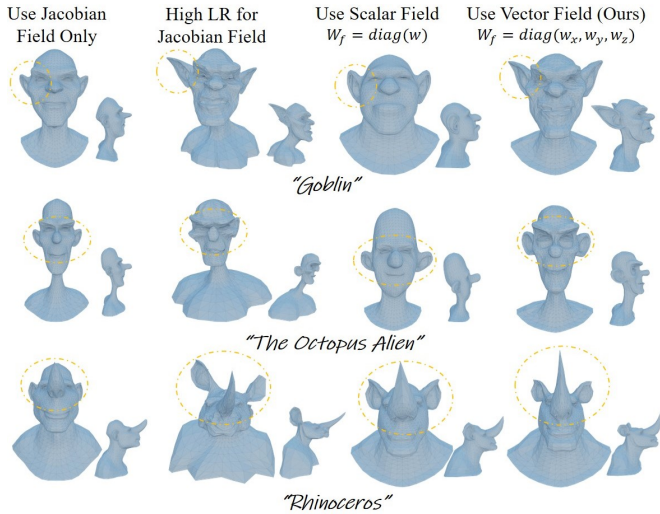 Use Jacobian
Field Only
High LR for
Jacobian Field
Use Scalar Field
W_f = diag(w)
Use Vector Field (Ours)
W_f = diag(w_x, w_y, w_z)
"Goblin"
"The Octopus Alien"
"Rhinoceros"